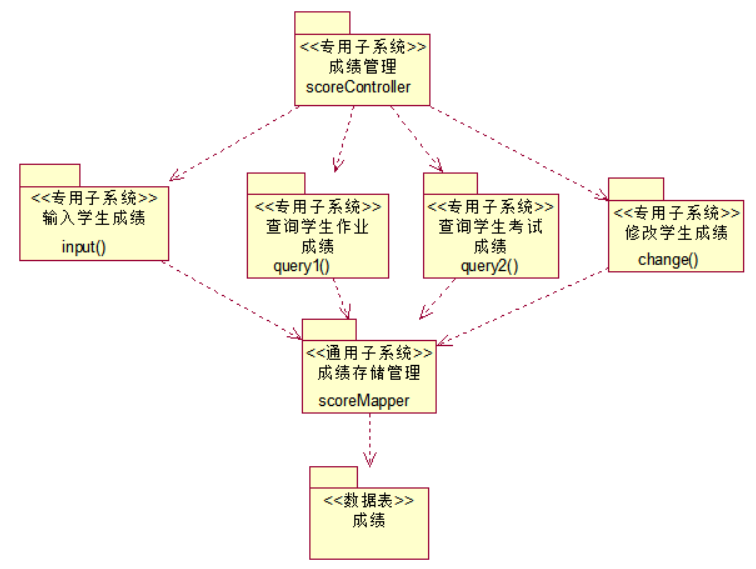 <<专用子系统>>
成绩管理
scoreController
<<专用子系统>>
输入学生成绩
input()
<<专用子系统>>
查询学生作业
成绩
query1()
<<专用子系统>>
查询学生考试
成绩
query2()
<<专用子系统>>
修改学生成绩
change()
<<通用子系统>>
成绩存储管理
scoreMapper
<<数据表>>
成绩